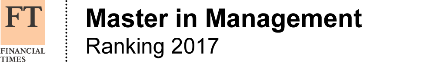 FT
FINANCIAL
TIMES
Master in Management
Ranking 2017